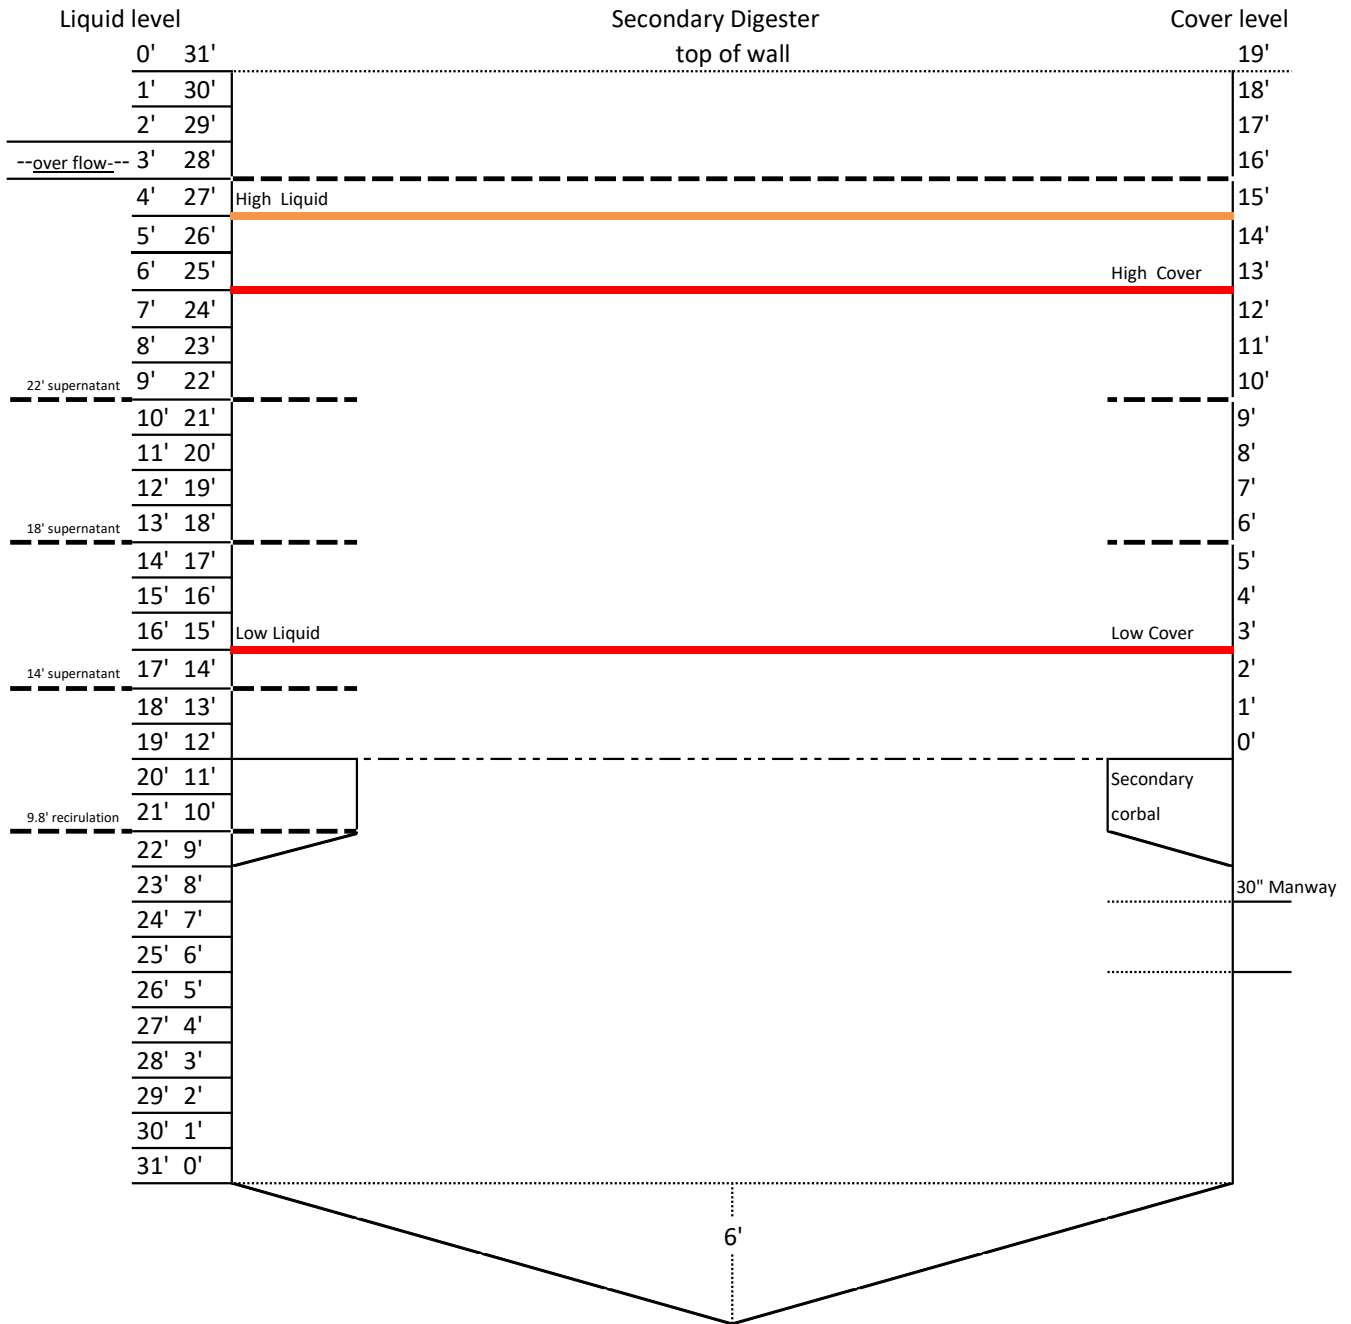 Liquid level Secondary Digester Cover level
0' 31' top of wall 19'
1' 30' 18'
2' 29' 17'
--over flow--- 3' 28' 16'
4' 27' High Liquid 15'
5' 26' 14'
6' 25' High Cover 13'
7' 24' 12'
8' 23' 11'
22' supernatant 9' 22' 10'
10' 21' 9'
11' 20' 8'
12' 19' 7'
18' supernatant 13' 18' 6'
14' 17' 5'
15' 16' 4'
16' 15' Low Liquid Low Cover 3'
14' supernatant 17' 14' 2'
18' 13' 1'
19' 12' 0'
20' 11' Secondary
9.8' recirulation 21' 10' corbal
22' 9'
23' 8' 30" Manway
24' 7'
25' 6'
26' 5'
27' 4'
28' 3'
29' 2'
30' 1'
31' 0'
6'